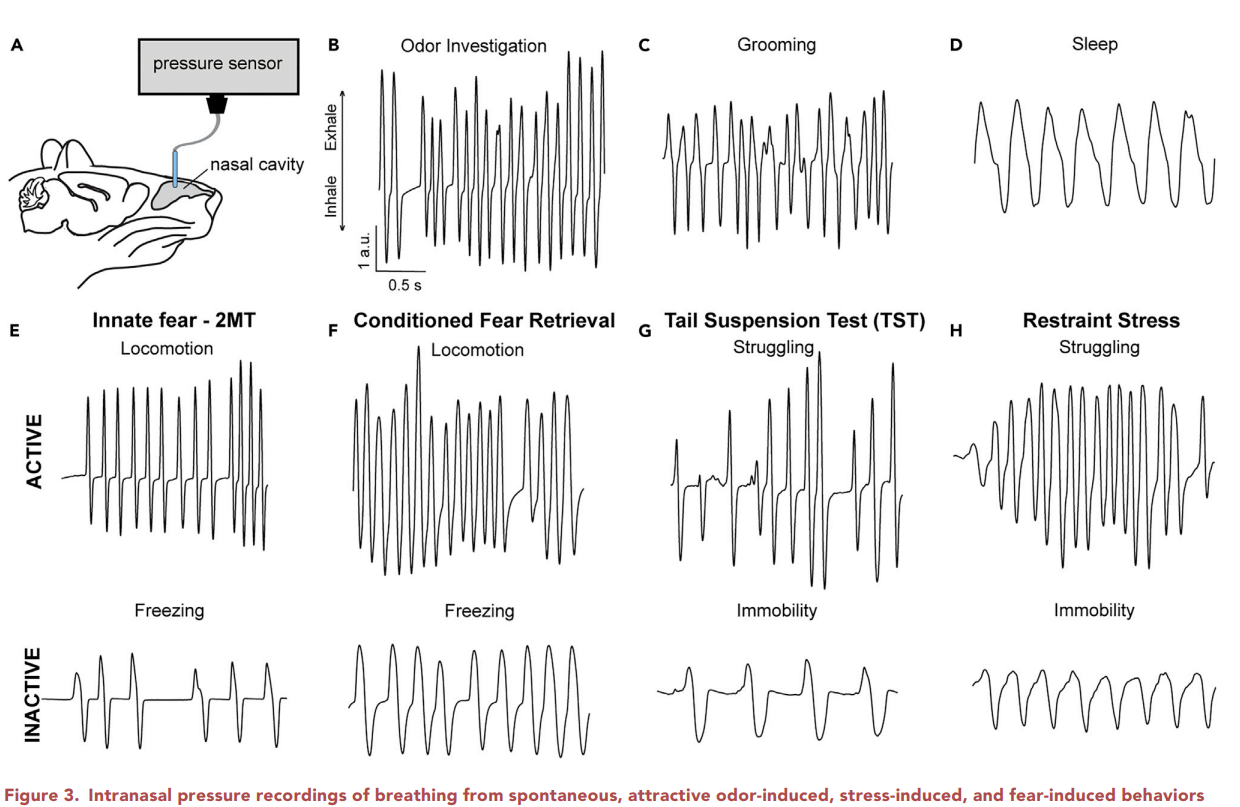 A
pressure sensor
nasal cavity
B
Odor Investigation
Exhale
Inhale
1 a.u.
0.5 s
C
Grooming
D
Sleep
E
Innate fear - 2MT
Locomotion
F
Conditioned Fear Retrieval
Locomotion
G
Tail Suspension Test (TST)
Struggling
H
Restraint Stress
Struggling
ACTIVE
Freezing
Freezing
Immobility
Immobility
INACTIVE
Figure 3. Intranasal pressure recordings of breathing from spontaneous, attractive odor-induced, stress-induced, and fear-induced behaviors